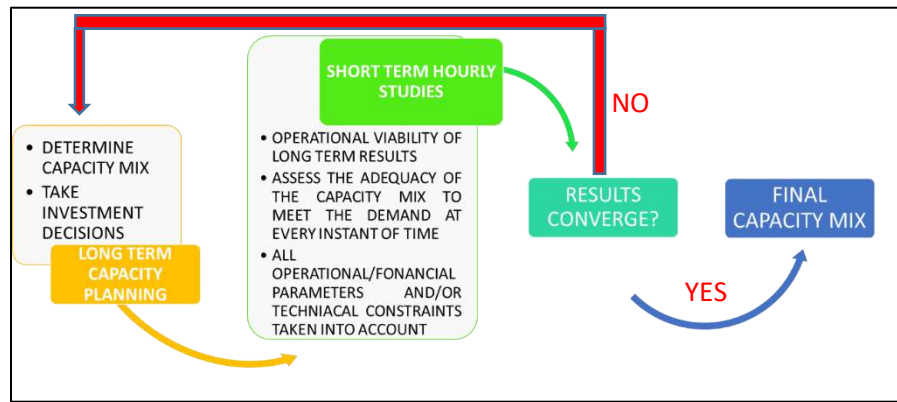 • DETERMINE
CAPACITY MIX
• TAKE
INVESTMENT
DECISIONS
LONG TERM
CAPACITY
PLANNING
SHORT TERM HOURLY
STUDIES
• OPERATIONAL VIABILITY OF
LONG TERM RESULTS
• ASSESS THE ADEQUACY OF
THE CAPACITY MIX TO
MEET THE DEMAND AT
EVERY INSTANT OF TIME
• ALL
OPERATIONAL/FONANCIAL
PARAMETERS AND/OR
TECHNIACAL CONSTRAINTS
TAKEN INTO ACCOUNT
NO
RESULTS
CONVERGE?
YES
FINAL
CAPACITY MIX